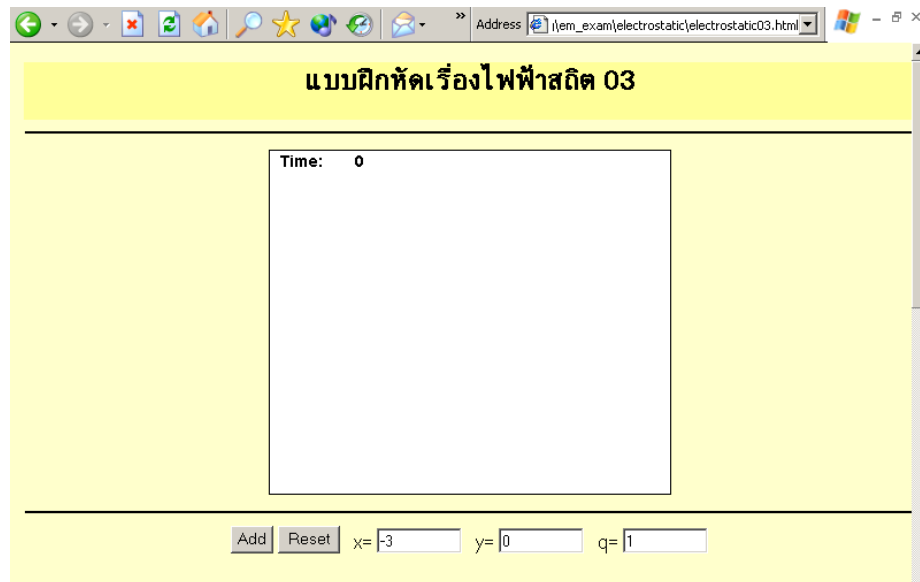 Address i\em_exam\electrostatic\electrostatic03.html
แบบฝึกหัดเรื่องไฟฟ้าสถิต 03
Time: 0
Add Reset x= -3 y= 0 q= 1